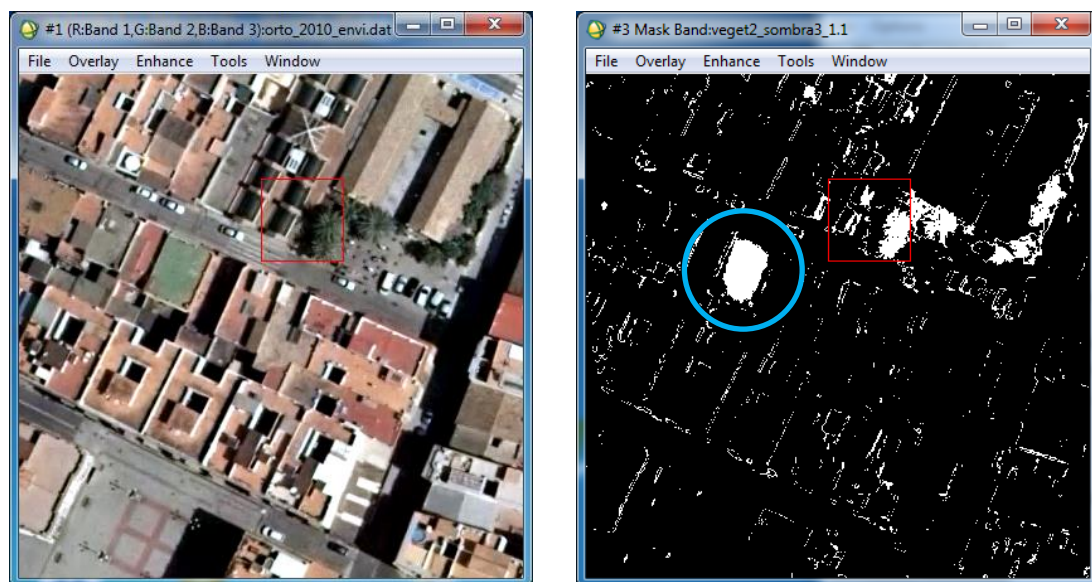 #1 (R:Band 1,G:Band 2,B:Band 3):orto_2010_envi.dat
File Overlay Enhance Tools Window
#3 Mask Band:veget2_sombra3_1.1
File Overlay Enhance Tools Window